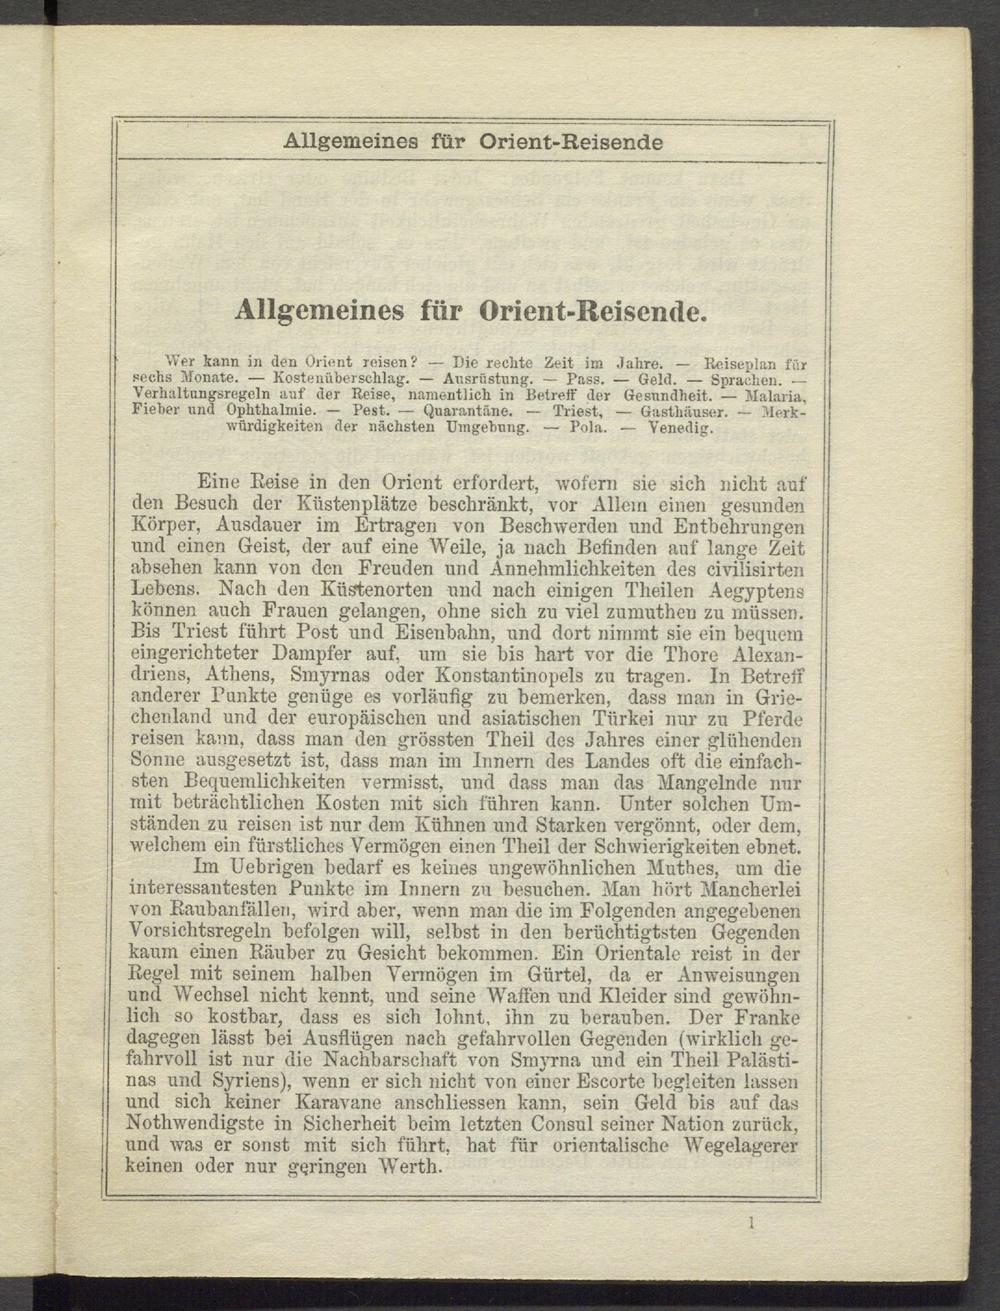 Allgemeines für Orient-Reisende
Allgemeines für Orient-Reisende.
Wer kann in den Orient reisen? — Die rechte Zeit im Jahre. — Reiseplan für
sechs Monate. — Kostenüberschlag. — Ausrüstung. — Pass. — Geld. — Sprachen. —
Verhaltungsregeln auf der Reise, namentlich in Betreff der Gesundheit. — Malaria,
Fieber und Ophthalmie. — Pest. — Quarantäne. — Triest, — Gasthäuser. — Merk-
würdigkeiten der nächsten Umgebung. — Pola. — Venedig.
Eine Reise in den Orient erfordert, wofern sie sich nicht auf
den Besuch der Küstenplätze beschränkt, vor Allem einen gesunden
Körper, Ausdauer im Ertragen von Beschwerden und Entbehrungen
und einen Geist, der auf eine Weile, ja nach Befinden auf lange Zeit
absehen kann von den Freuden und Annehmlichkeiten des civilisirten
Lebens. Nach den Küstenorten und nach einigen Theilen Aegyptens
können auch Frauen gelangen, ohne sich zu viel zumuthen zu müssen.
Bis Triest führt Post und Eisenbahn, und dort nimmt sie ein bequem
eingerichteter Dampfer auf, um sie bis hart vor die Thore Alexan-
driens, Athens, Smyrnas oder Konstantinopels zu tragen. In Betreff
anderer Punkte genüge es vorläufig zu bemerken, dass man in Grie-
chenland und der europäischen und asiatischen Türkei nur zu Pferde
reisen kann, dass man den grössten Theil des Jahres einer glühenden
Sonne ausgesetzt ist, dass man im Innern des Landes oft die einfach-
sten Bequemlichkeiten vermisst, und dass man das Mangelnde nur
mit beträchtlichen Kosten mit sich führen kann. Unter solchen Um-
ständen zu reisen ist nur dem Kühnen und Starken vergönnt, oder dem,
welchem ein fürstliches Vermögen einen Theil der Schwierigkeiten ebnet.
Im Uebrigen bedarf es keines ungewöhnlichen Muthes, um die
interessantesten Punkte im Innern zu besuchen. Man hört Mancherlei
von Raubanfällen, wird aber, wenn man die im Folgenden angegebenen
Vorsichtsregeln befolgen will, selbst in den berüchtigtsten Gegenden
kaum einen Räuber zu Gesicht bekommen. Ein Orientale reist in der
Regel mit seinem halben Vermögen im Gürtel, da er Anweisungen
und Wechsel nicht kennt, und seine Waffen und Kleider sind gewöhn-
lich so kostbar, dass es sich lohnt, ihn zu berauben. Der Franke
dagegen lässt bei Ausflügen nach gefahrvollen Gegenden (wirklich ge-
fahrvoll ist nur die Nachbarschaft von Smyrna und ein Theil Palästi-
nas und Syriens), wenn er sich nicht von einer Escorte begleiten lassen
und sich keiner Karavane anschliessen kann, sein Geld bis auf das
Nothwendigste in Sicherheit beim letzten Consul seiner Nation zurück,
und was er sonst mit sich führt, hat für orientalische Wegelagerer
keinen oder nur geringen Werth.
1